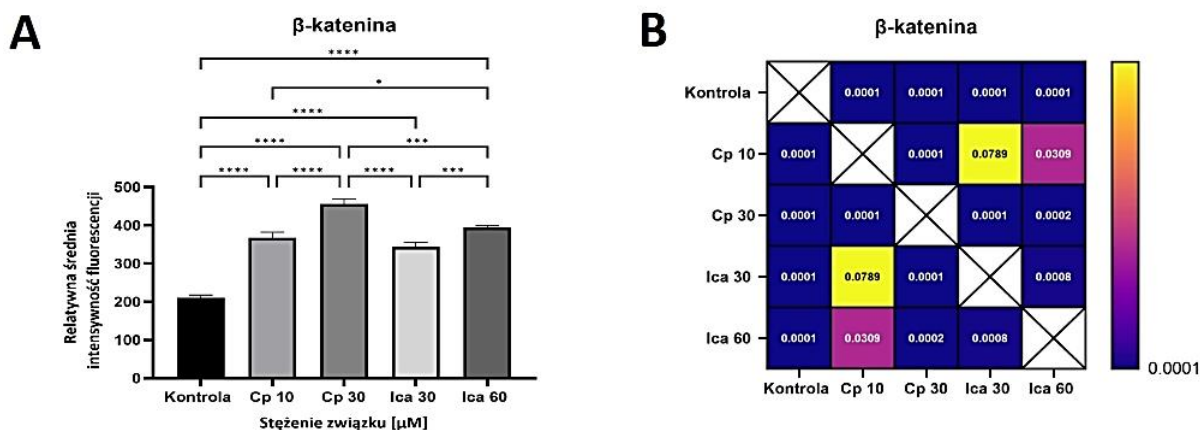 A
β-katenina
****
*
****
**** ***
**** **** **** ***
Relatywna średnia
intensywność fluorescencji
500
400
300
200
100
0
Kontrola Cp 10 Cp 30 Ica 30 Ica 60
Stężenie związku [µM]
B
β-katenina
Kontrola 0.0001 0.0001 0.0001 0.0001
Cp 10 0.0001 0.0001 0.0789 0.0309
Cp 30 0.0001 0.0001 0.0001 0.0002
Ica 30 0.0001 0.0789 0.0001 0.0008
Ica 60 0.0001 0.0309 0.0002 0.0008
Kontrola Cp 10 Cp 30 Ica 30 Ica 60
0.0001